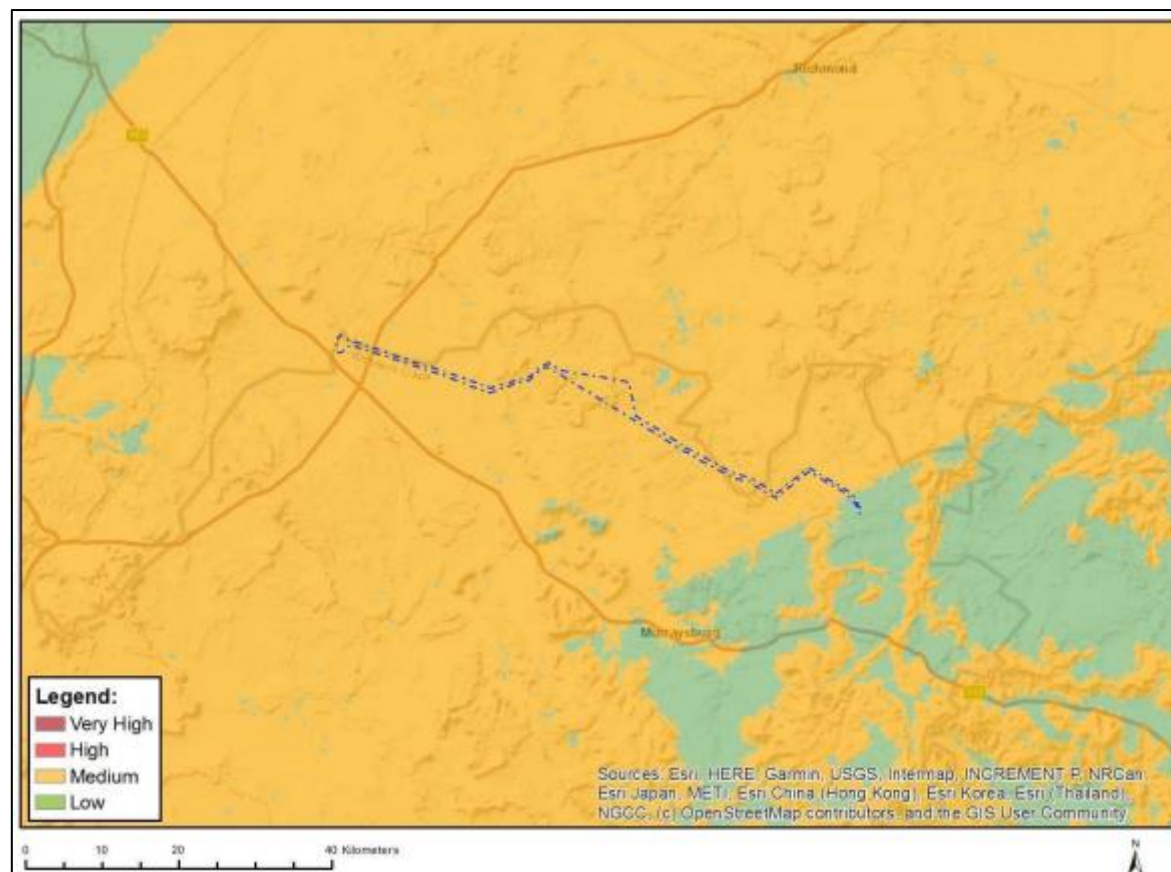 Richmond
Murraysburg
Legend:
Very High
High
Medium
Low
Sources: Esri, HERE, Garmin, USGS, Intermap, INCREMENT P, NRCan,
Esri Japan, METI, Esri China (Hong Kong), Esri Korea, Esri (Thailand),
NGCC, (c) OpenStreetMap contributors, and the GIS User Community
0 10 20 40 Kilometers
N